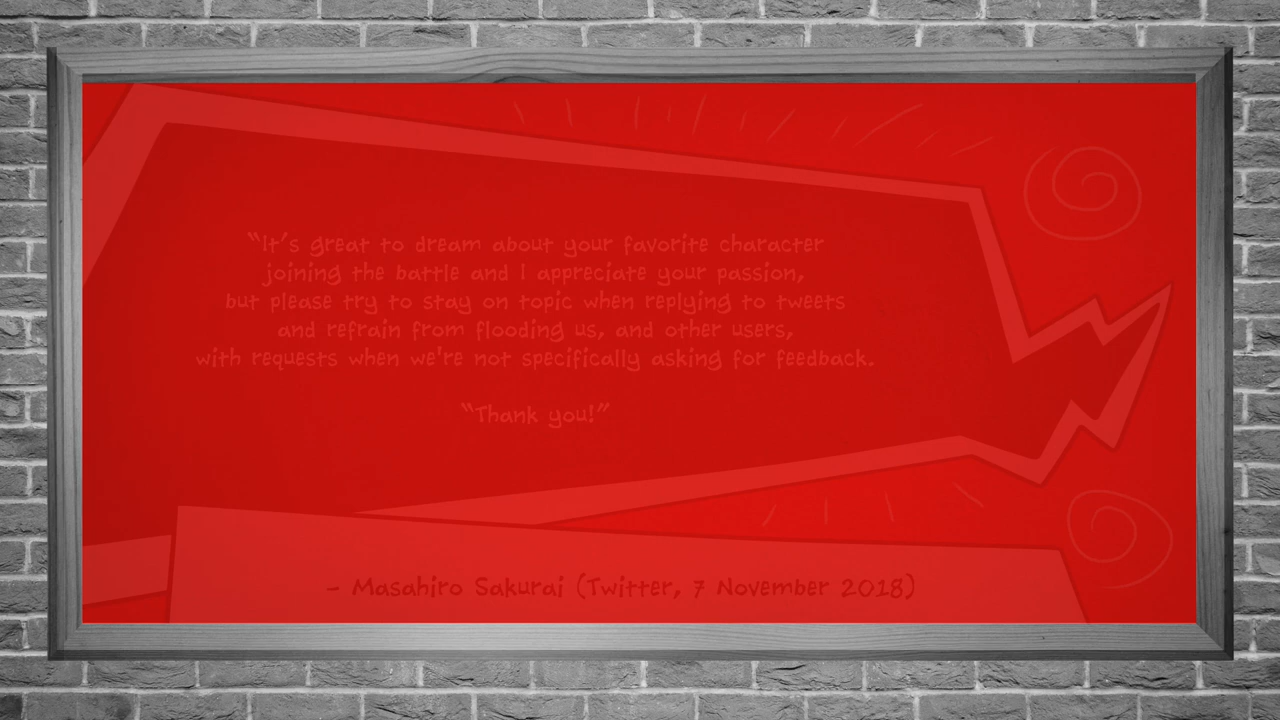 “It's great to dream about your favorite character
joining the battle and I appreciate your passion,
but please try to stay on topic when replying to tweets
and refrain from flooding us, and other users,
with requests when we're not specifically asking for feedback.
“Thank you!”
– Masahiro Sakurai (Twitter, 7 November 2018)